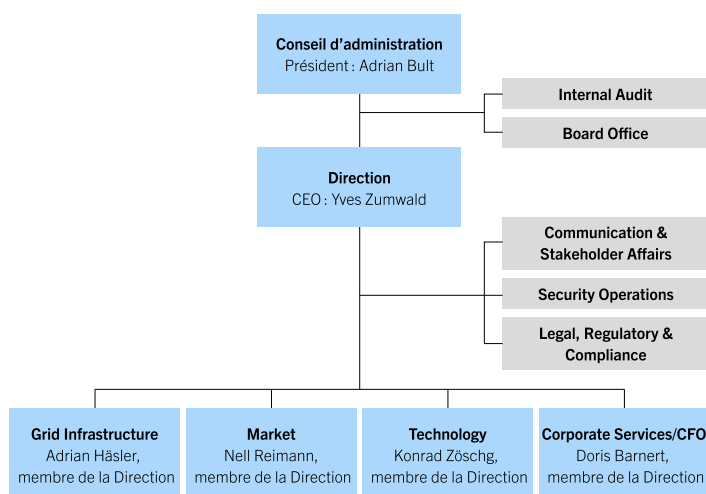 Conseil d’administration
Président : Adrian Bult
Internal Audit
Board Office
Direction
CEO : Yves Zumwald
Communication &
Stakeholder Affairs
Security Operations
Legal, Regulatory &
Compliance
Grid Infrastructure
Adrian Häsler,
membre de la Direction
Market
Nell Reimann,
membre de la Direction
Technology
Konrad Zöschg,
membre de la Direction
Corporate Services/CFO
Doris Barnert,
membre de la Direction